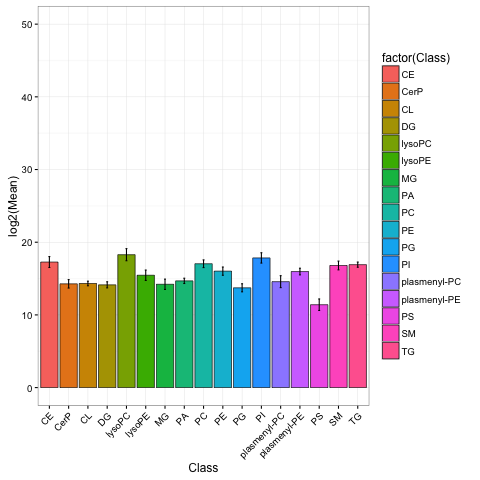 50
40
30
20
10
0
log2(Mean)
CE
CerP
CL
DG
lysoPC
lysoPE
MG
PA
PC
PE
PG
PI
plasmenyl-PC
plasmenyl-PE
PS
SM
TG
Class
factor(Class)
CE
CerP
CL
DG
lysoPC
lysoPE
MG
PA
PC
PE
PG
PI
plasmenyl-PC
plasmenyl-PE
PS
SM
TG